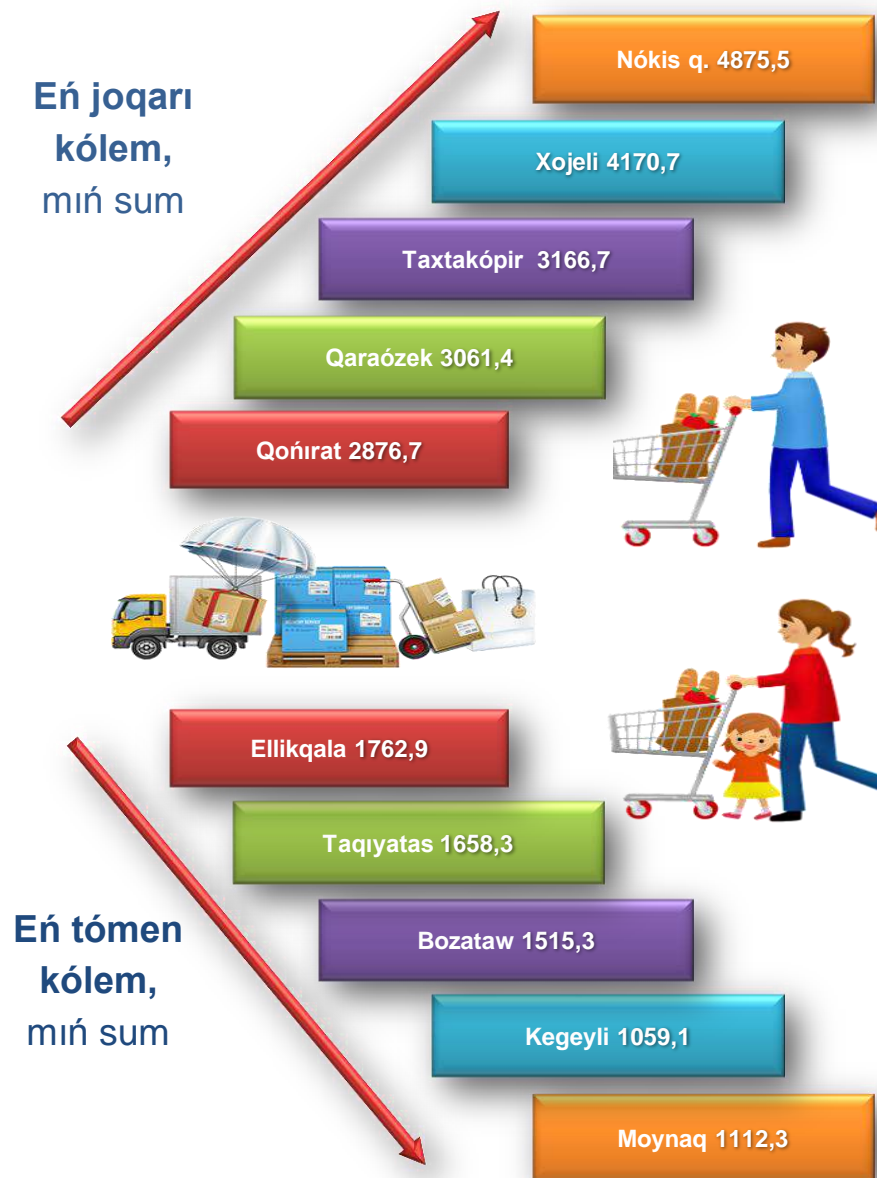 Nókis q. 4875,5
Eń joqarı
kólem,
mıń sum
Xojeli 4170,7
Taxtakópir 3166,7
Qaraózek 3061,4
Qońırat 2876,7
Ellikqala 1762,9
Taqıyatas 1658,3
Bozataw 1515,3
Eń tómen
kólem,
mıń sum
Kegeyli 1059,1
Moynaq 1112,3